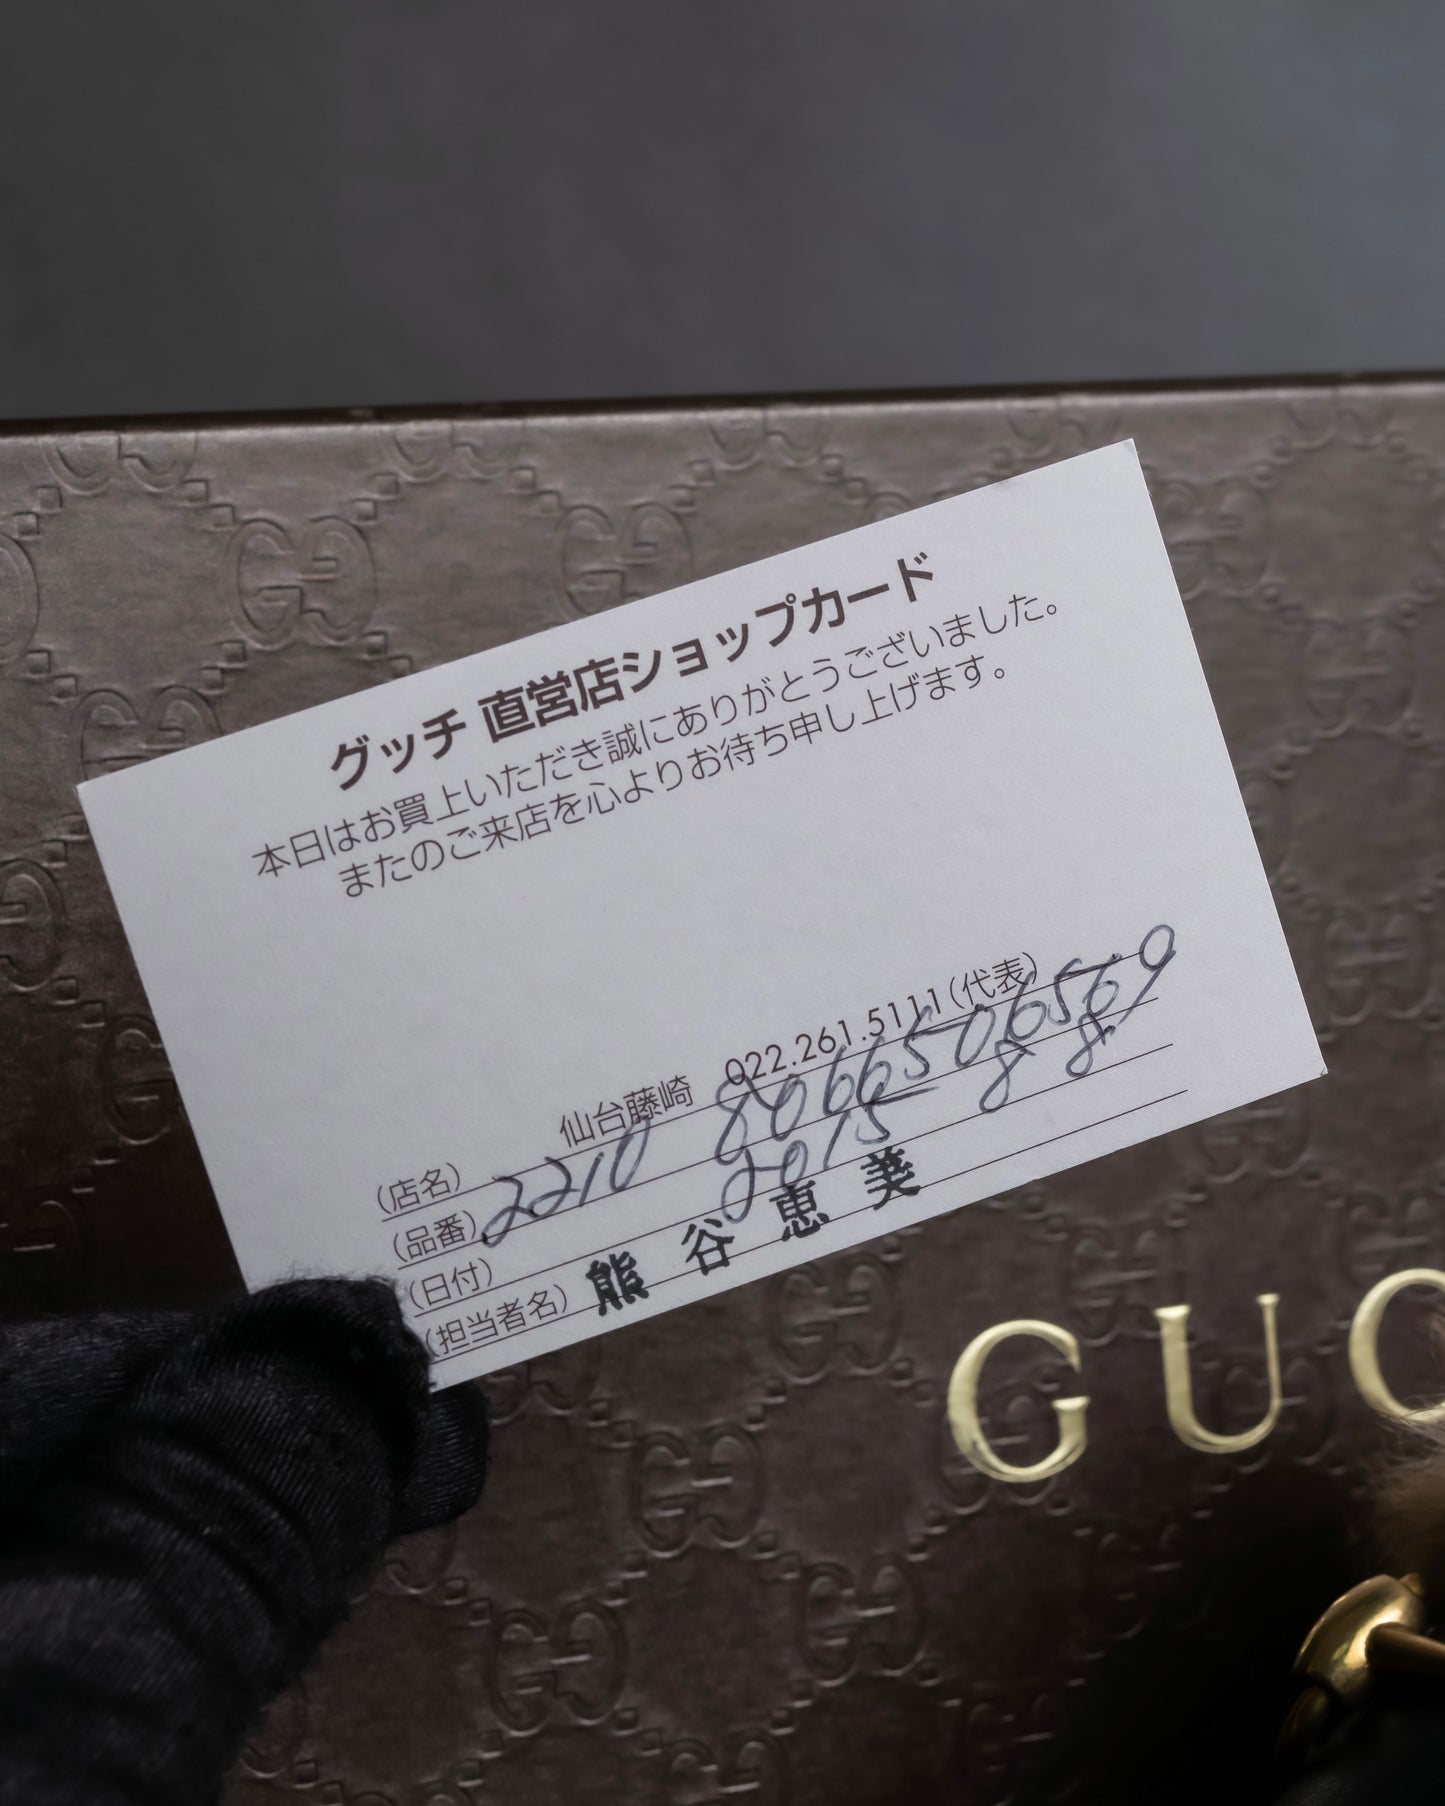 グッチ 直営店ショップカード
本日はお買上いただき誠にありがとうございました。
またのご来店を心よりお待ち申し上げます。
(店名) 仙台藤崎 022.261.5111(代表)
(品番) 2210 8066506569
(日付) 2015 8 8
(担当者名) 熊谷恵美
GUC